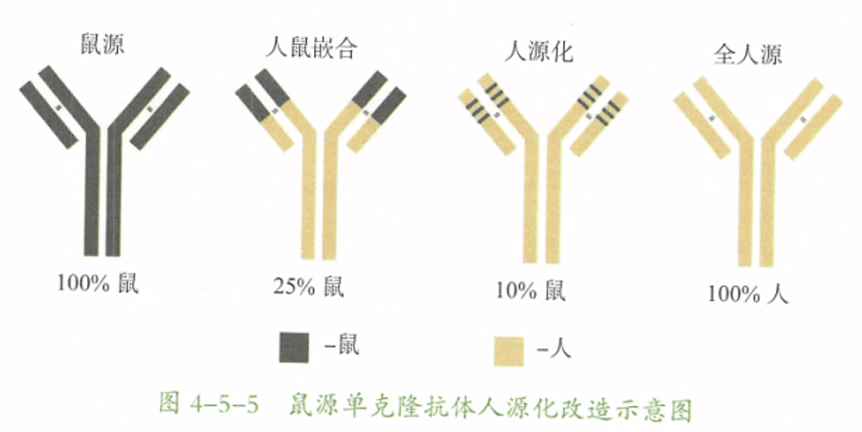 鼠源 人鼠嵌合 人源化 全人源
100% 鼠 25% 鼠 10% 鼠 100% 人
-鼠 -人
图 4-5-5 鼠源单克隆抗体人源化改造示意图